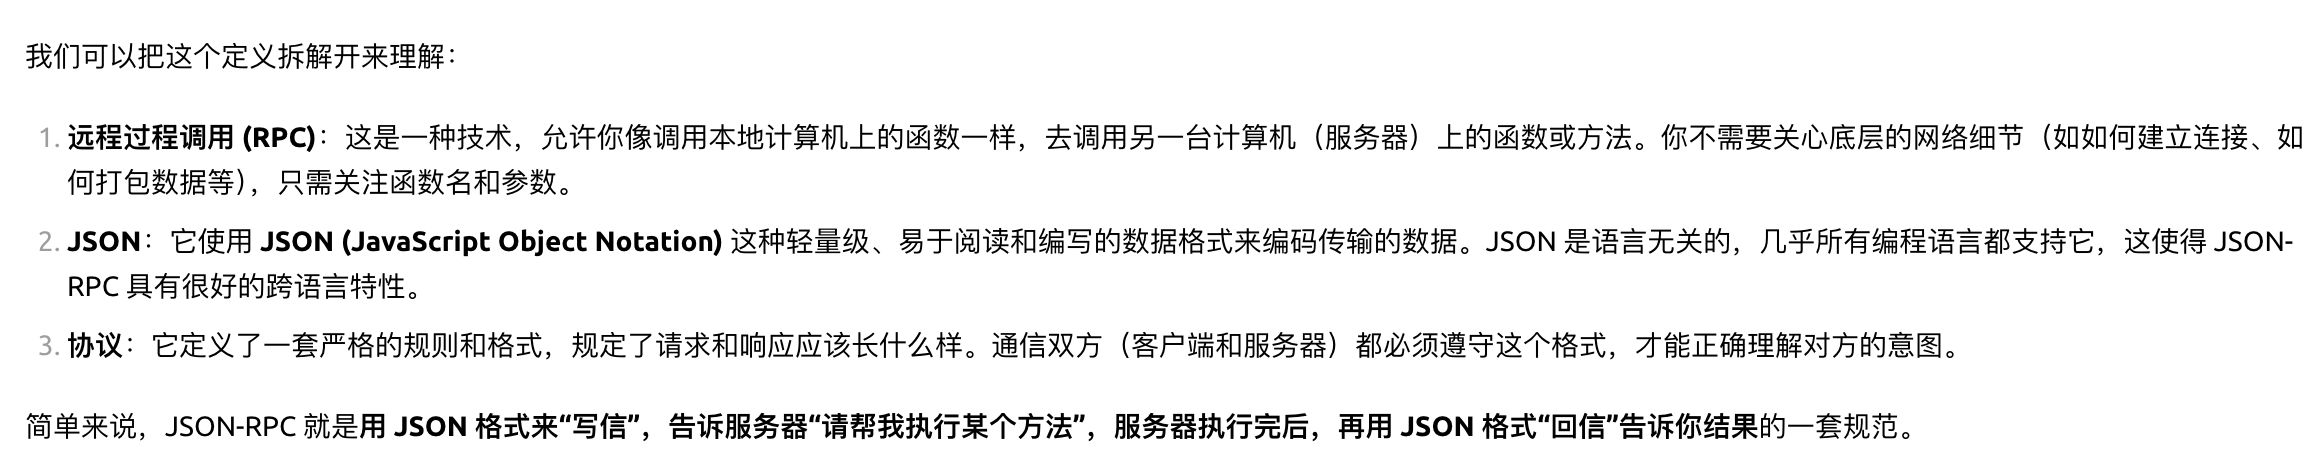 我们可以把这个定义拆解开来理解：
1. 远程过程调用 (RPC)：这是一种技术，允许你像调用本地计算机上的函数一样，去调用另一台计算机（服务器）上的函数或方法。你不需要关心底层的网络细节（如如何建立连接、如
何打包数据等），只需关注函数名和参数。
2. JSON：它使用 JSON (JavaScript Object Notation) 这种轻量级、易于阅读和编写的数据格式来编码传输的数据。JSON 是语言无关的，几乎所有编程语言都支持它，这使得 JSON-
RPC 具有很好的跨语言特性。
3. 协议：它定义了一套严格的规则和格式，规定了请求和响应应该长什么样。通信双方（客户端和服务器）都必须遵守这个格式，才能正确理解对方的意图。
简单来说，JSON-RPC 就是用 JSON 格式来“写信”，告诉服务器“请帮我执行某个方法”，服务器执行完后，再用 JSON 格式“回信”告诉你结果的一套规范。